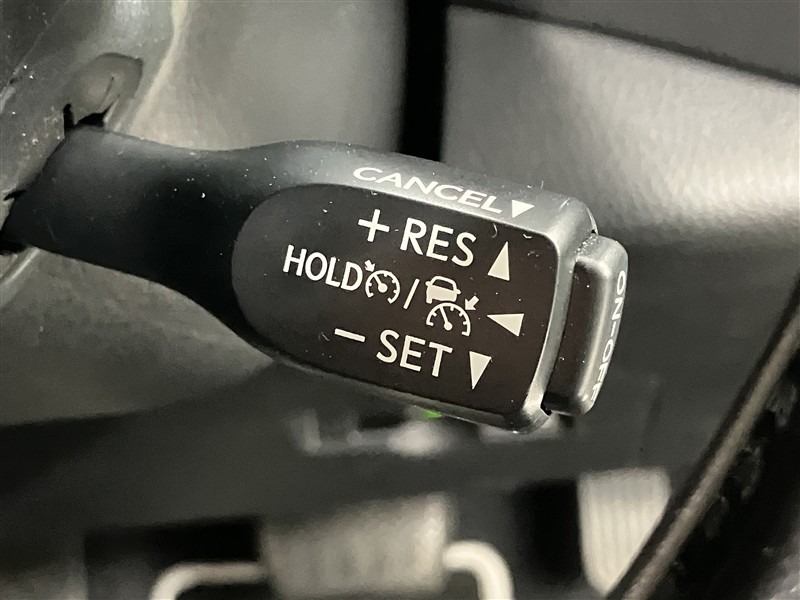 CANCEL▼
+ RES ▲
HOLD / ◀
− SET ▼
ON-OFF